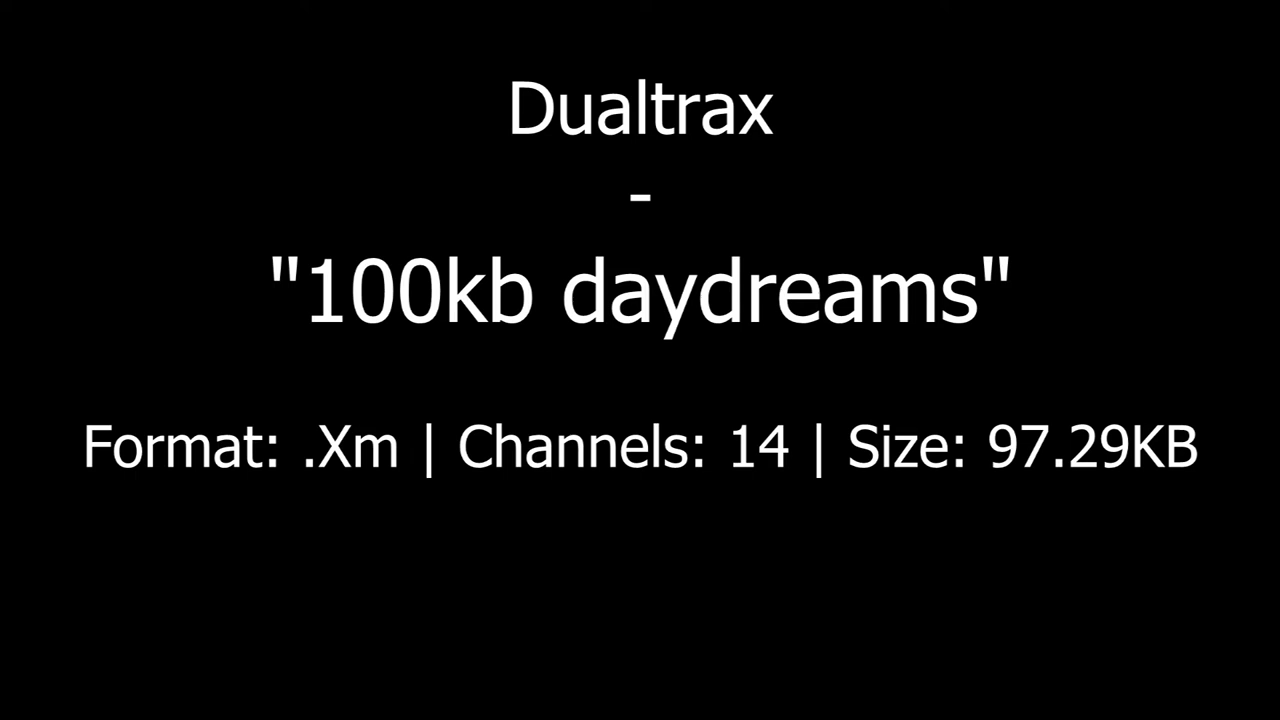 Dualtrax
-
"100kb daydreams"
Format: .Xm | Channels: 14 | Size: 97.29KB